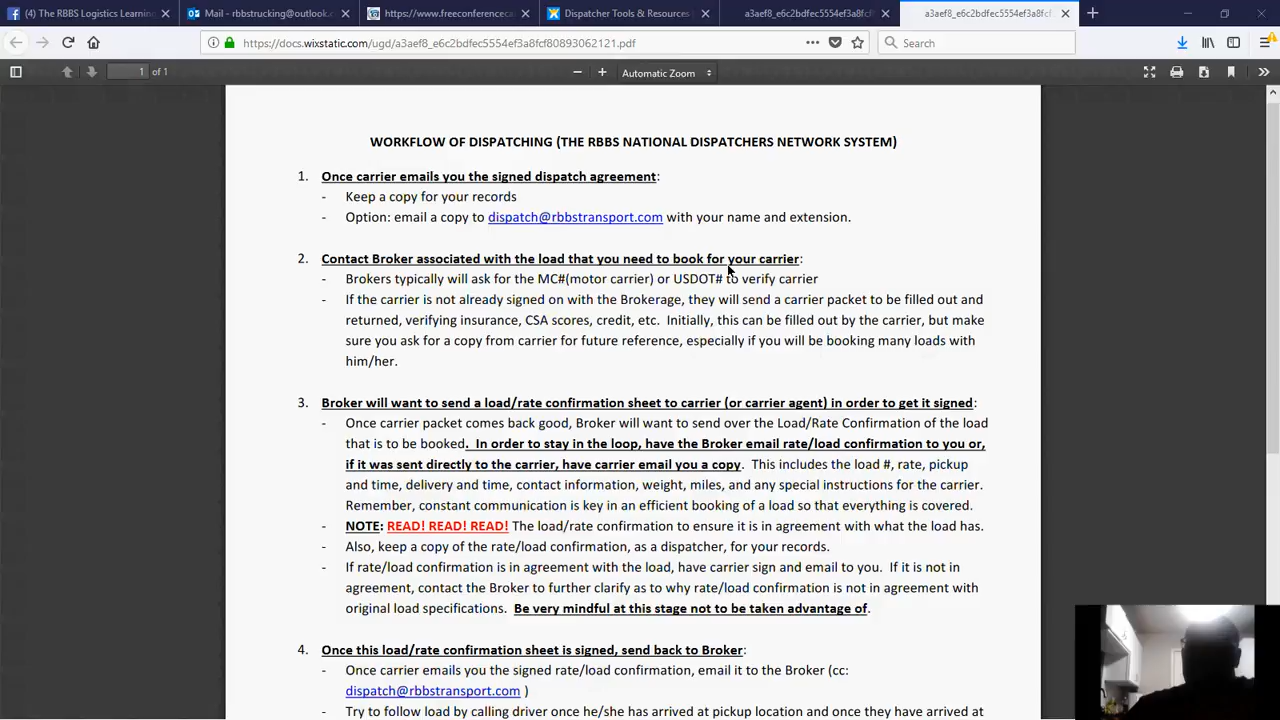 (4) The RBBS Logistics Learning
Mail - rbbstrucking@outlook.c
https://www.freeconferenceca
Dispatcher Tools & Resources
a3aef8_e6c2bdfec5554ef3a8fcf80
a3aef8_e6c2bdfec5554ef3a8fcf
https://docs.wixstatic.com/ugd/a3aef8_e6c2bdfec5554ef3a8fcf80893062121.pdf
Search
1 of 1
Automatic Zoom
WORKFLOW OF DISPATCHING (THE RBBS NATIONAL DISPATCHERS NETWORK SYSTEM)
1. Once carrier emails you the signed dispatch agreement:
- Keep a copy for your records
- Option: email a copy to dispatch@rbbstransport.com with your name and extension.
2. Contact Broker associated with the load that you need to book for your carrier:
- Brokers typically will ask for the MC#(motor carrier) or USDOT# to verify carrier
- If the carrier is not already signed on with the Brokerage, they will send a carrier packet to be filled out and
returned, verifying insurance, CSA scores, credit, etc. Initially, this can be filled out by the carrier, but make
sure you ask for a copy from carrier for future reference, especially if you will be booking many loads with
him/her.
3. Broker will want to send a load/rate confirmation sheet to carrier (or carrier agent) in order to get it signed:
- Once carrier packet comes back good, Broker will want to send over the Load/Rate Confirmation of the load
that is to be booked. In order to stay in the loop, have the Broker email rate/load confirmation to you or,
if it was sent directly to the carrier, have carrier email you a copy. This includes the load #, rate, pickup
and time, delivery and time, contact information, weight, miles, and any special instructions for the carrier.
Remember, constant communication is key in an efficient booking of a load so that everything is covered.
- NOTE: READ! READ! READ! The load/rate confirmation to ensure it is in agreement with what the load has.
- Also, keep a copy of the rate/load confirmation, as a dispatcher, for your records.
- If rate/load confirmation is in agreement with the load, have carrier sign and email to you. If it is not in
agreement, contact the Broker to further clarify as to why rate/load confirmation is not in agreement with
original load specifications. Be very mindful at this stage not to be taken advantage of.
4. Once this load/rate confirmation sheet is signed, send back to Broker:
- Once carrier emails you the signed rate/load confirmation, email it to the Broker (cc:
dispatch@rbbstransport.com )
- Try to follow load by calling driver once he/she has arrived at pickup location and once they have arrived at